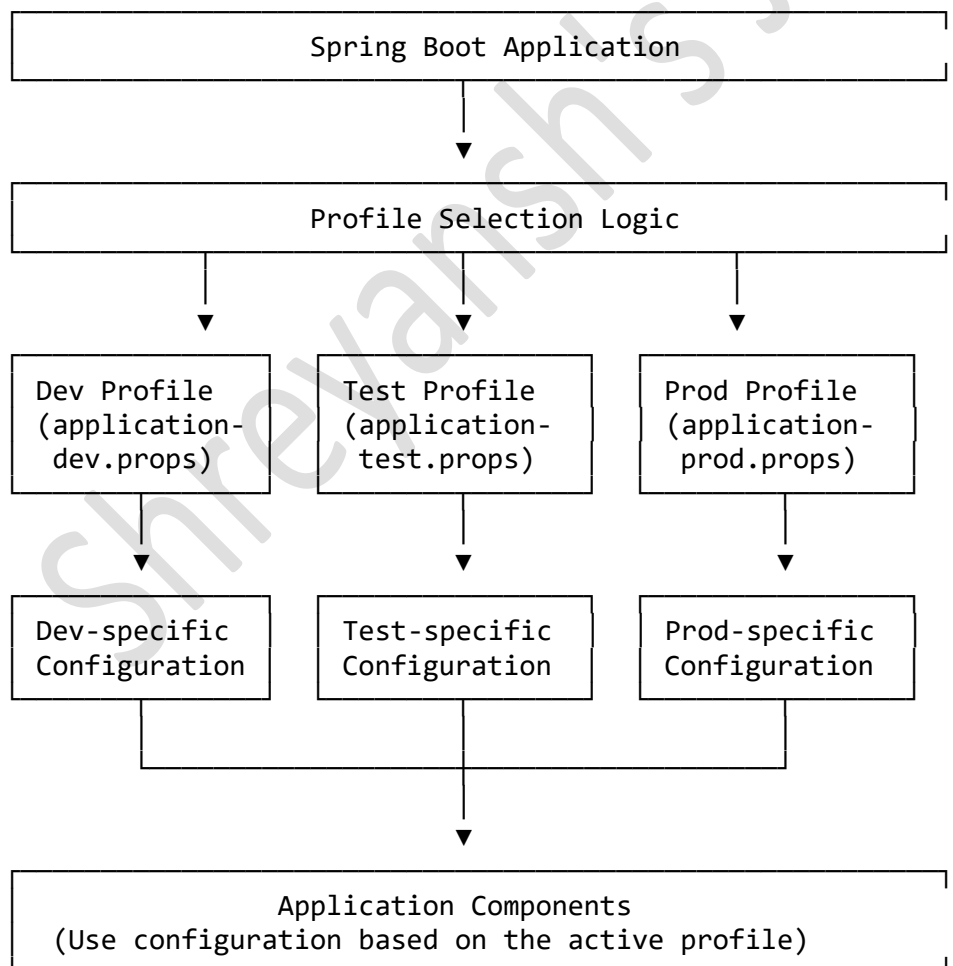 Spring Boot Application
Profile Selection Logic
Dev Profile
(application-
dev.props)
Test Profile
(application-
test.props)
Prod Profile
(application-
prod.props)
Dev-specific
Configuration
Test-specific
Configuration
Prod-specific
Configuration
Application Components
(Use configuration based on the active profile)
Shreyansh's